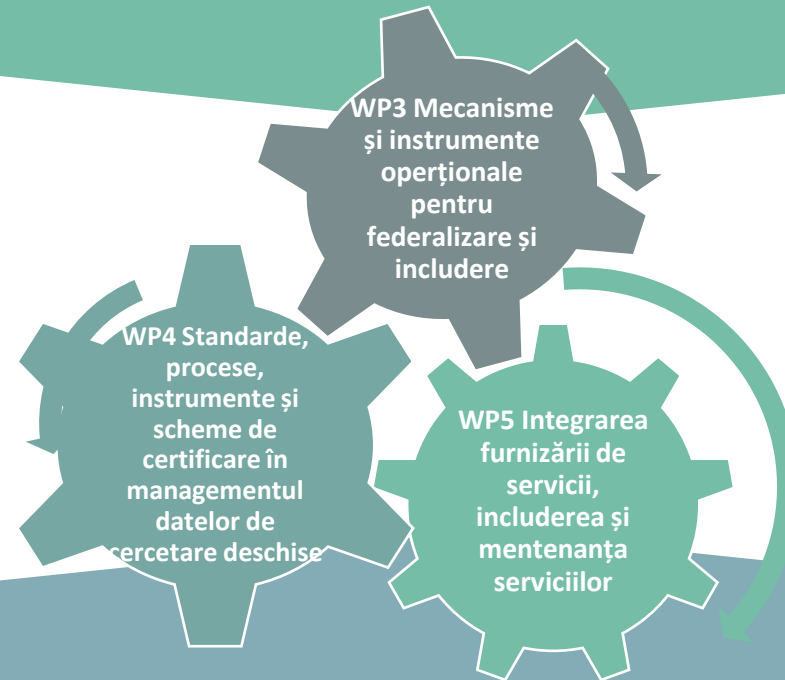 WP3 Mecanisme
și instrumente
operționale
pentru
federalizare și
includere
WP4 Standarde,
procese,
instrumente și
scheme de
certificare în
managementul
datelor de
cercetare deschise
WP5 Integrarea
furnizării de
servicii,
includerea și
mentenanța
serviciilor